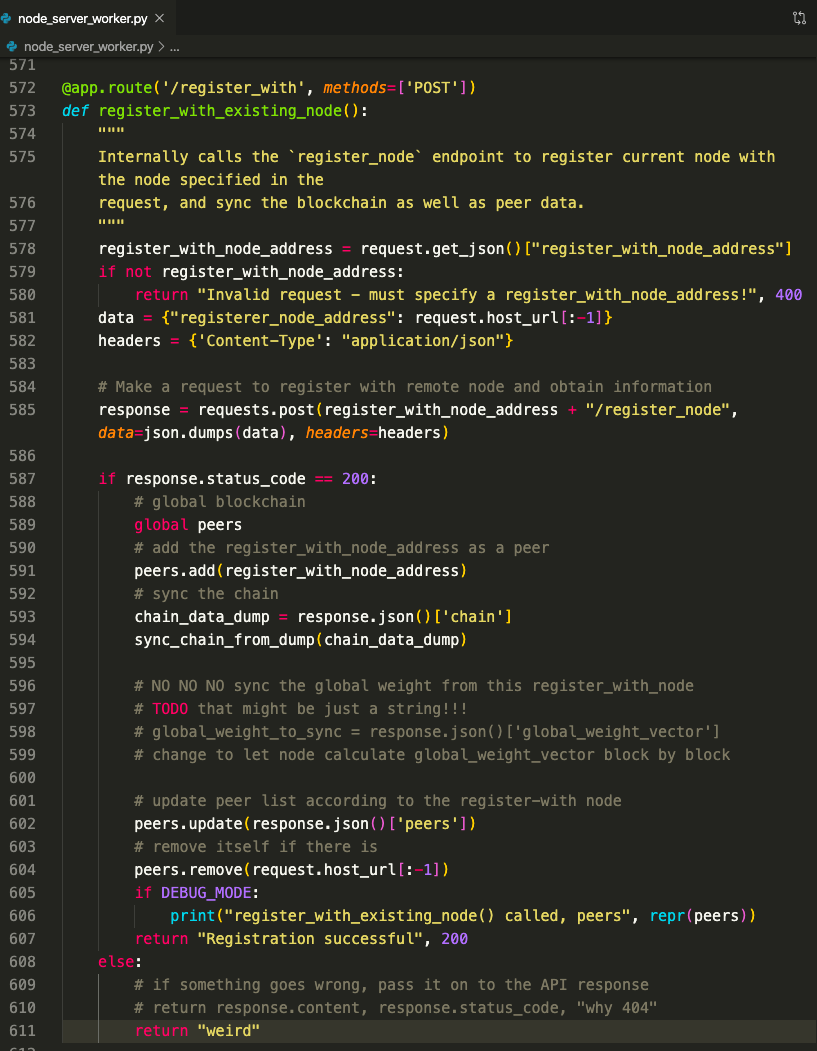 node_server_worker.py ×
node_server_worker.py > ...
571
572 @app.route('/register_with', methods=['POST'])
573 def register_with_existing_node():
574     """
575     Internally calls the `register_node` endpoint to register current node with
    the node specified in the
576     request, and sync the blockchain as well as peer data.
577     """
578     register_with_node_address = request.get_json()["register_with_node_address"]
579     if not register_with_node_address:
580         return "Invalid request - must specify a register_with_node_address!", 400
581     data = {"registerer_node_address": request.host_url[:-1]}
582     headers = {'Content-Type': "application/json"}
583
584     # Make a request to register with remote node and obtain information
585     response = requests.post(register_with_node_address + "/register_node",
    data=json.dumps(data), headers=headers)
586
587     if response.status_code == 200:
588         # global blockchain
589         global peers
590         # add the register_with_node_address as a peer
591         peers.add(register_with_node_address)
592         # sync the chain
593         chain_data_dump = response.json()['chain']
594         sync_chain_from_dump(chain_data_dump)
595
596         # NO NO NO sync the global weight from this register_with_node
597         # TODO that might be just a string!!!
598         # global_weight_to_sync = response.json()['global_weight_vector']
599         # change to let node calculate global_weight_vector block by block
600
601         # update peer list according to the register-with node
602         peers.update(response.json()['peers'])
603         # remove itself if there is
604         peers.remove(request.host_url[:-1])
605         if DEBUG_MODE:
606             print("register_with_existing_node() called, peers", repr(peers))
607         return "Registration successful", 200
608     else:
609         # if something goes wrong, pass it on to the API response
610         # return response.content, response.status_code, "why 404"
611         return "weird"